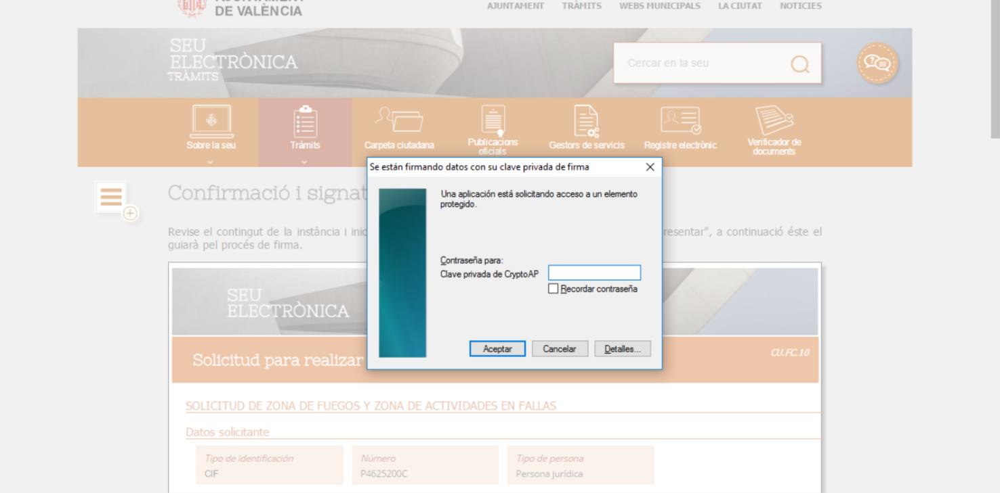 DE VALÈNCIA
AJUNTAMENT TRÀMITS WEBS MUNICIPALS LA CIUTAT NOTICIES
SEU
ELECTRÒNICA
TRÀMITS
Cercar en la seu
Sobre la seu
Tràmits
Carpeta ciutadana
Publicacions
oficials
Gestors de servicis
Registre electrònic
Verificador de
documents
Se están firmando datos con su clave privada de firma
Una aplicación está solicitando acceso a un elemento
protegido.
Contraseña para:
Clave privada de CryptoAP
Recordar contraseña
Aceptar Cancelar Detalles...
Confirmació i signat
Revise el contingut de la instància i inic resentar", a continuació éste el
guiarà pel procés de firma.
SEU
ELECTRÒNICA
Solicitud para realizar
CU.FC.10
SOLICITUD DE ZONA DE FUEGOS Y ZONA DE ACTIVIDADES EN FALLAS
Datos solicitante
Tipo de identificación Número Tipo de persona
CIF P4625200C Persona jurídica